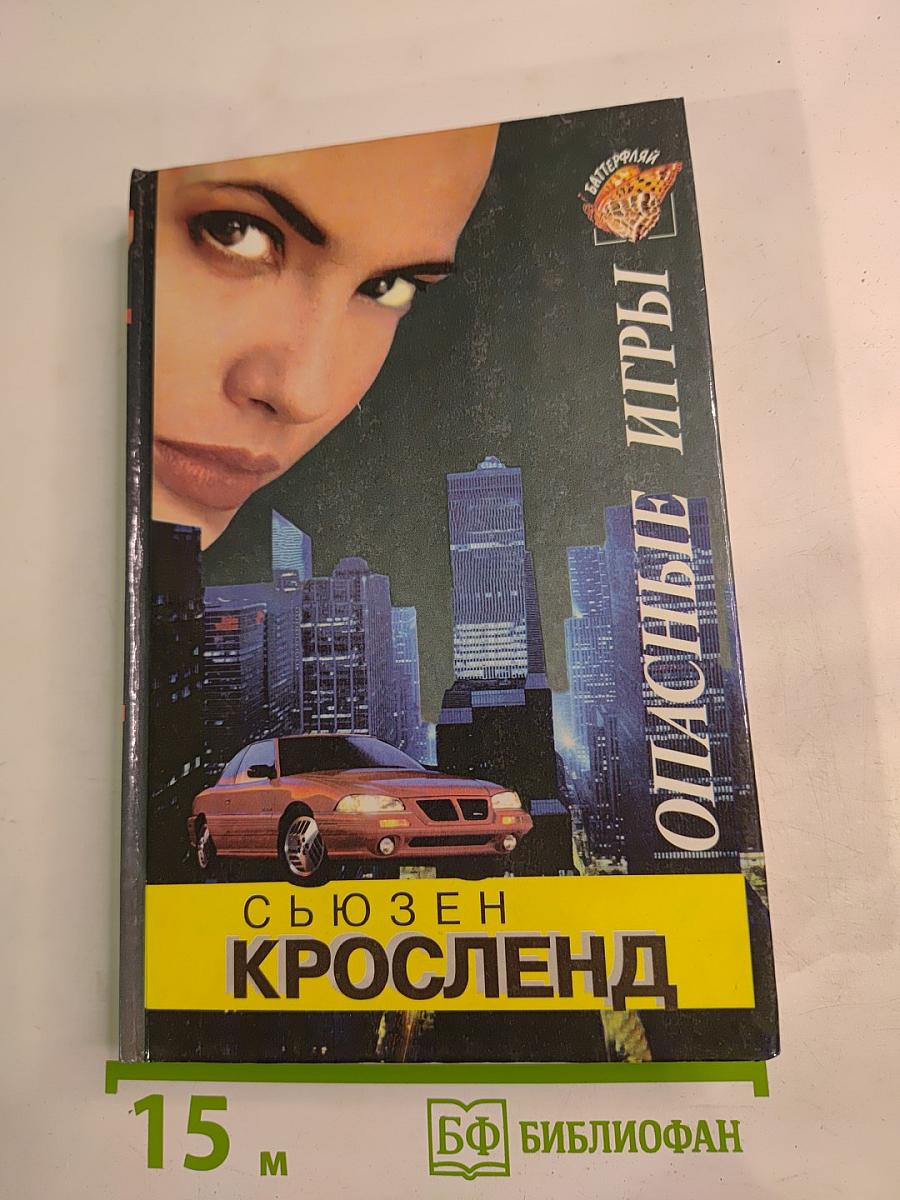 БАТТЕРФЛЯЙ
ОПАСНЫЕ ИГРЫ
СЬЮЗЕН
КРОСЛЕНД
15 м
БФ БИБЛИОФАН